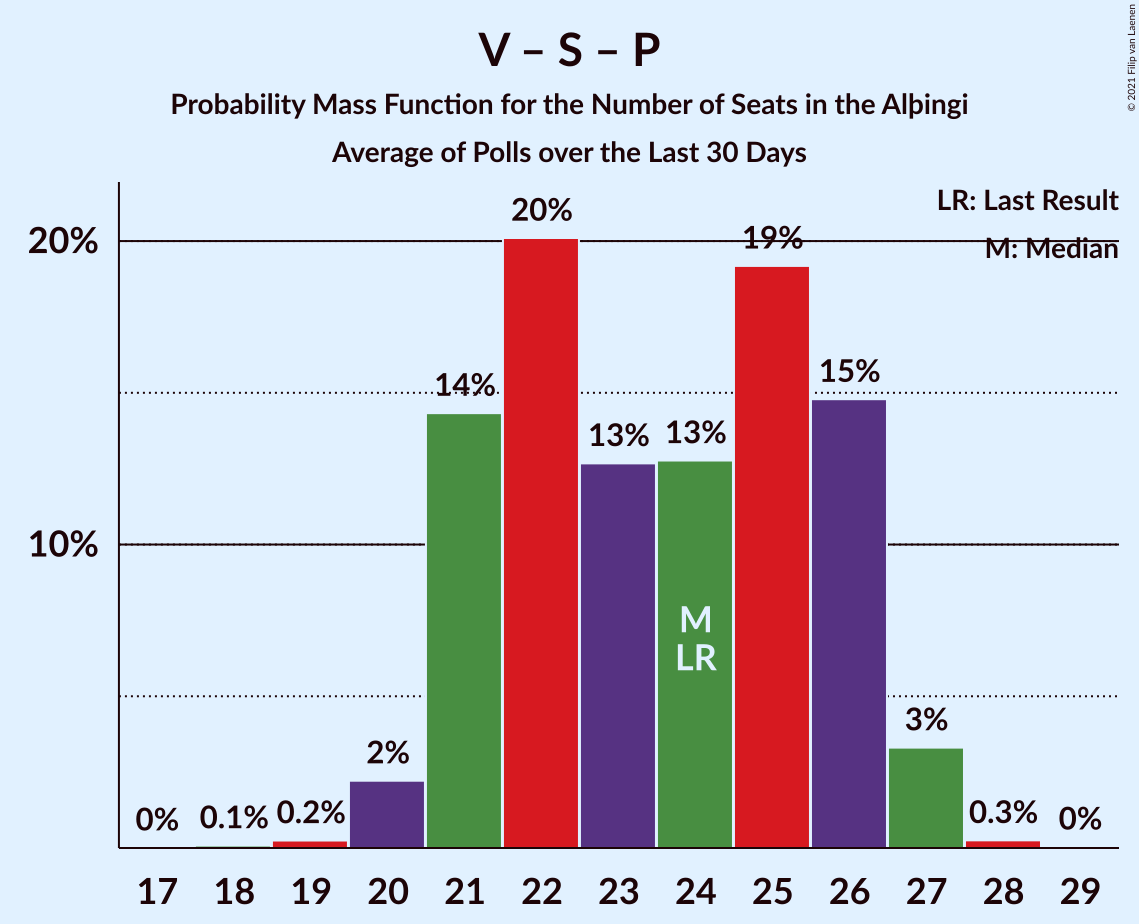 V – S – P
Probability Mass Function for the Number of Seats in the Alþingi
Average of Polls over the Last 30 Days
© 2021 Filip van Laenen
LR: Last Result
M: Median
20%
10%
0%
0.1%
0.2%
2%
14%
20%
13%
13%
19%
15%
3%
0.3%
0%
M
LR
17 18 19 20 21 22 23 24 25 26 27 28 29